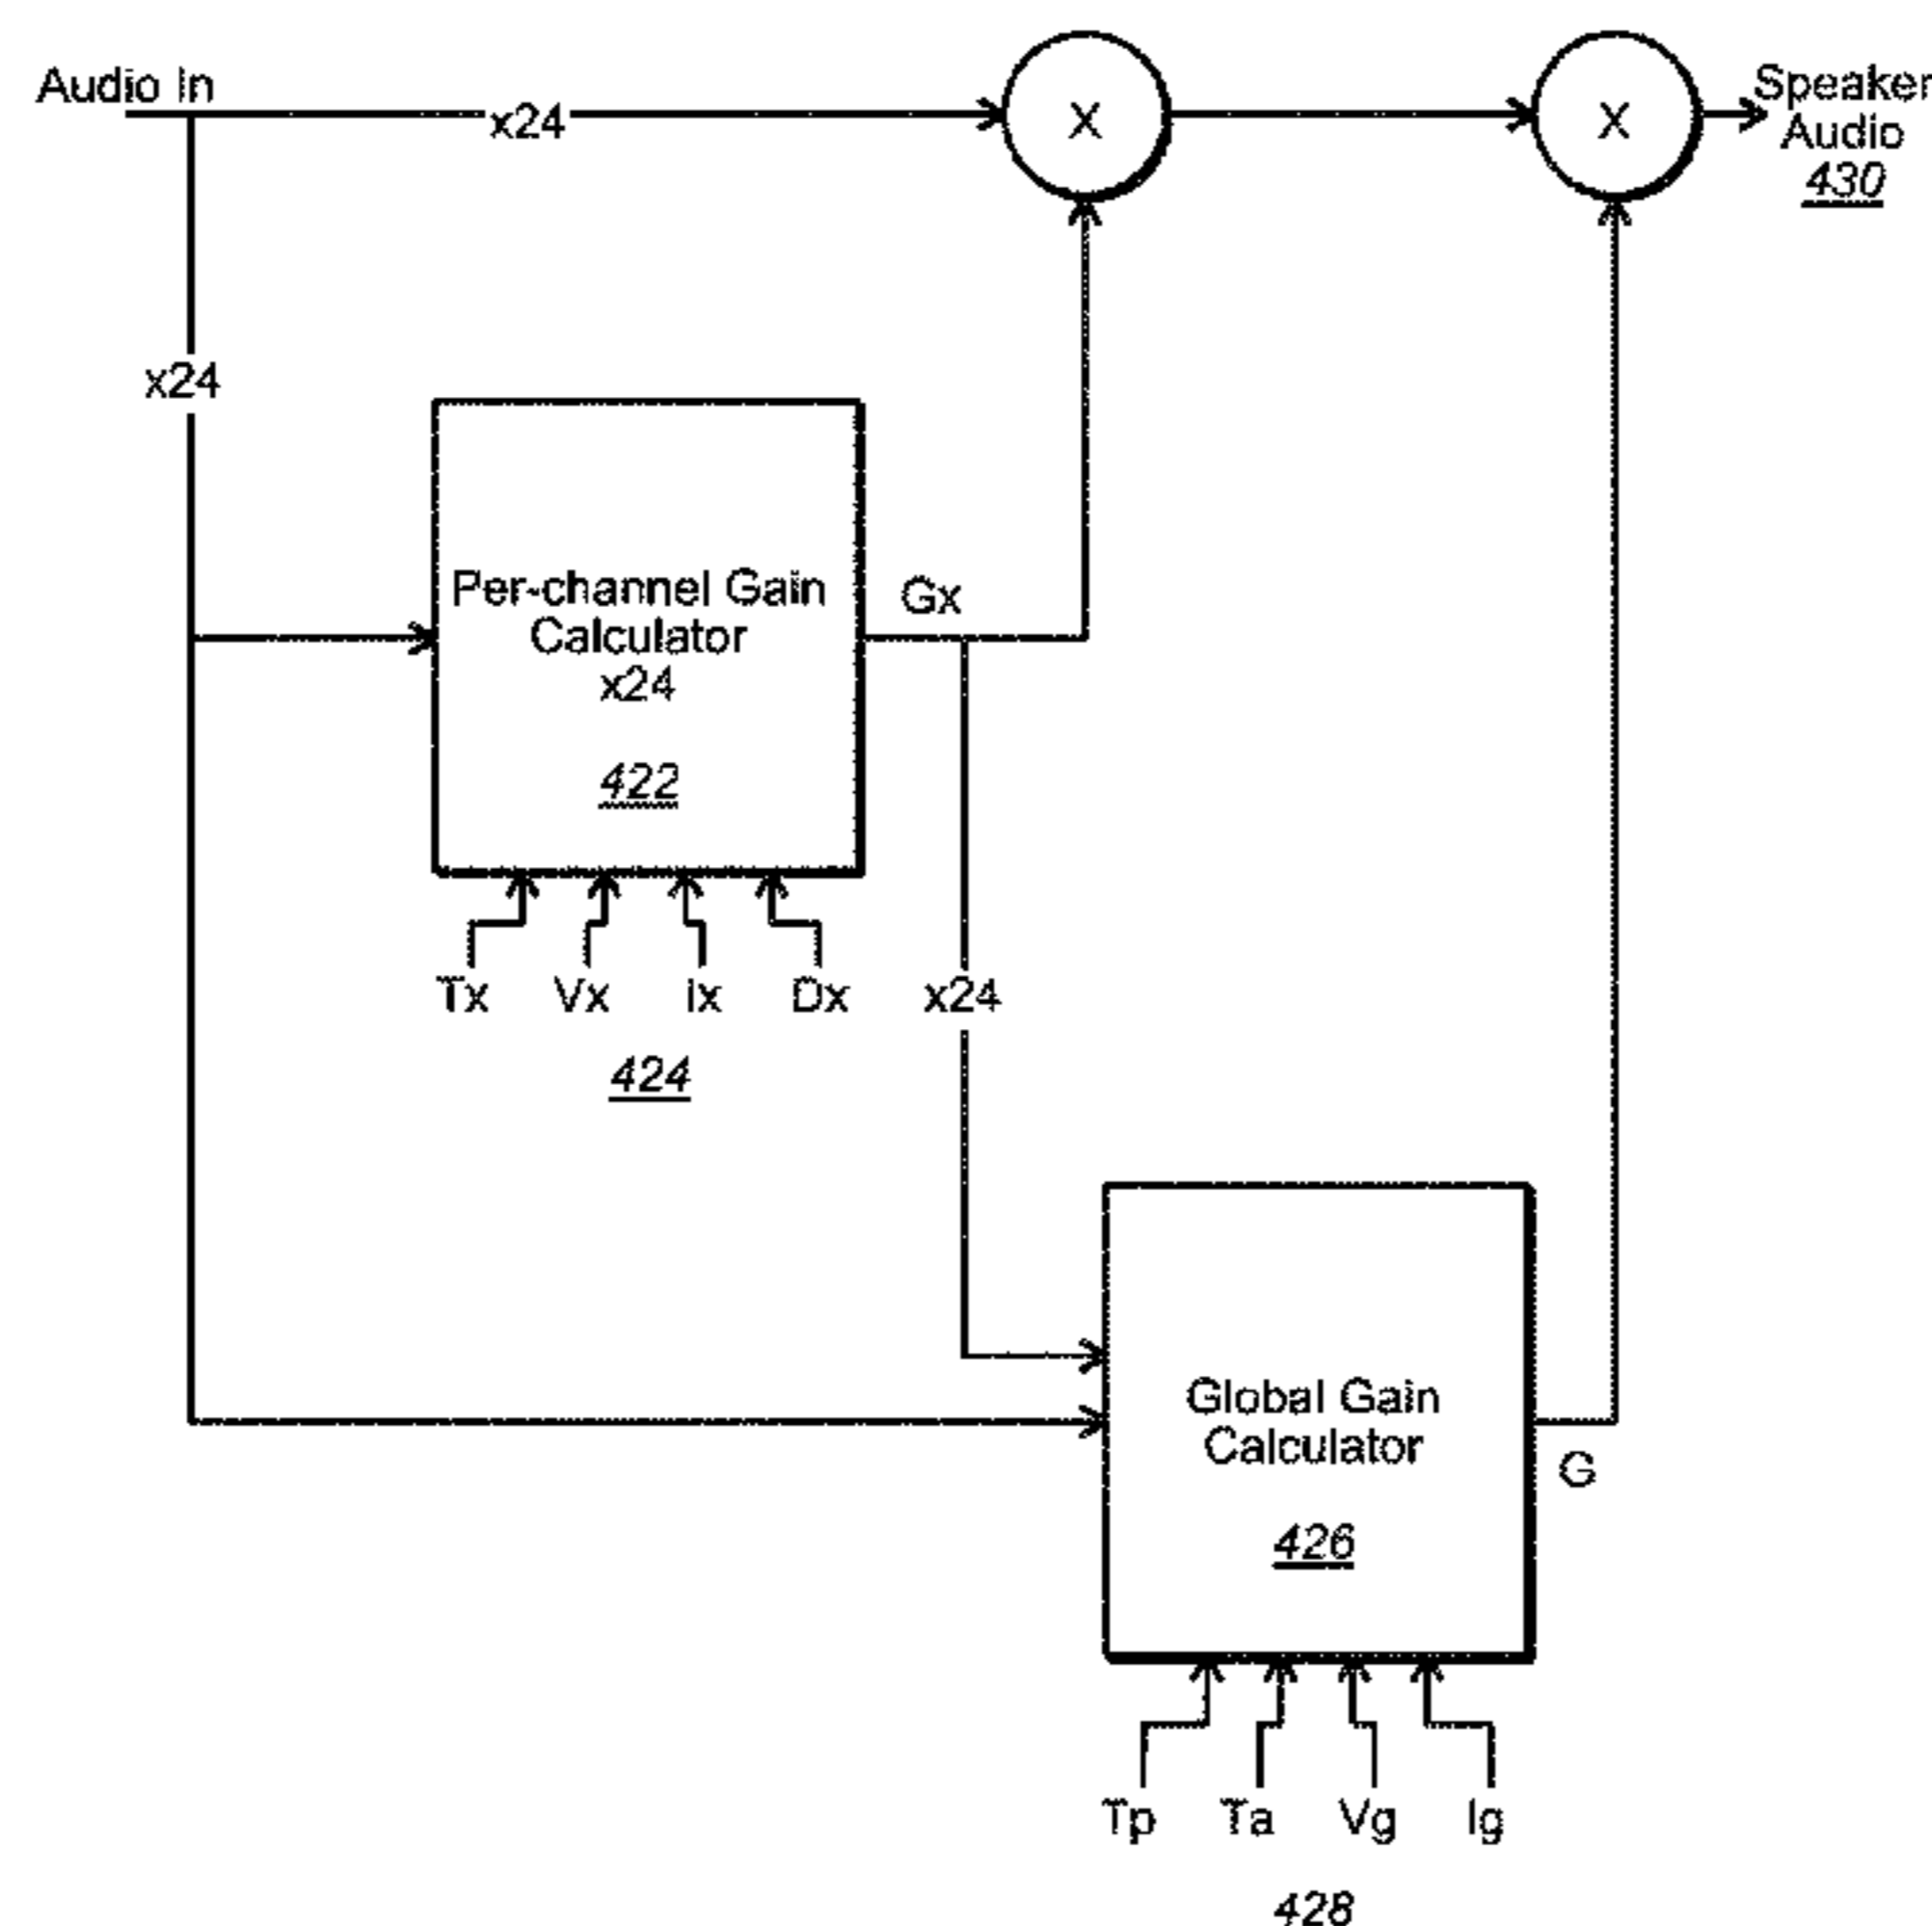 Audio In
x24
X
X
Speaker
Audio
430
x24
Per-channel Gain
Calculator
x24
422
Gx
Tx Vx Ix Dx
x24
424
Global Gain
Calculator
426
G
Tp Ta Vg Ig
428